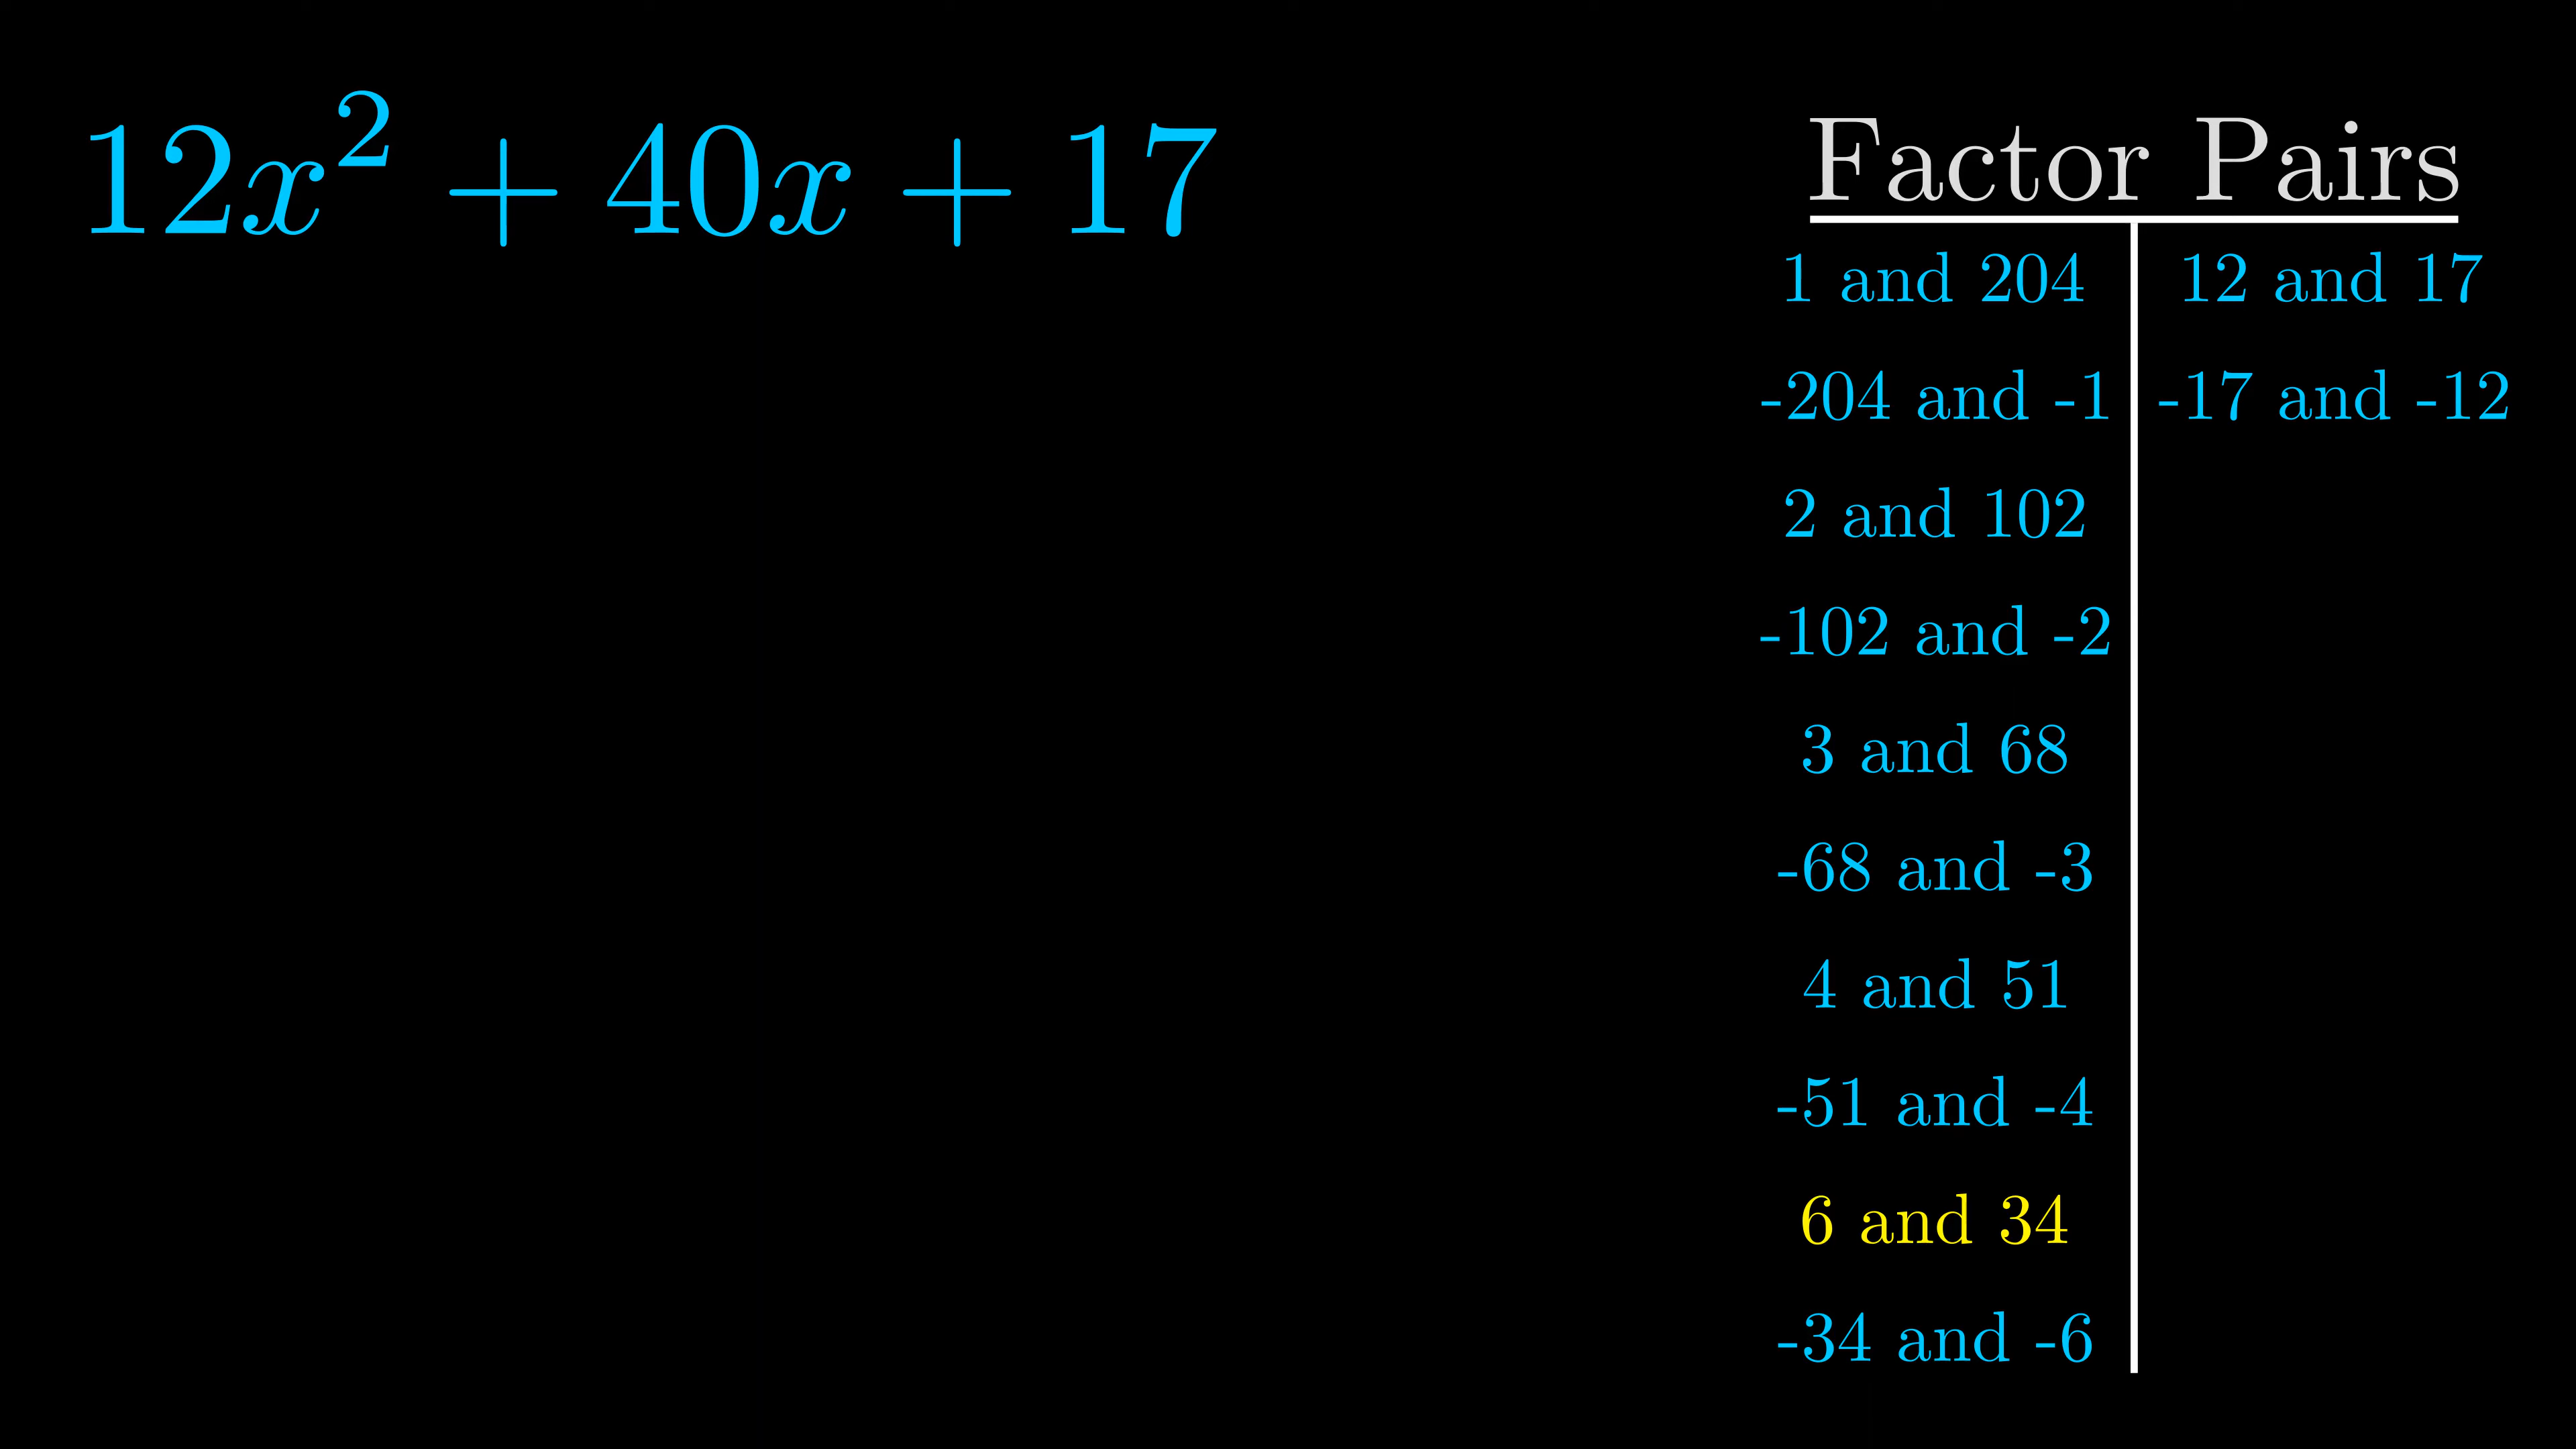 12x² + 40x + 17
Factor Pairs
1 and 204
-204 and -1
2 and 102
-102 and -2
3 and 68
-68 and -3
4 and 51
-51 and -4
6 and 34
-34 and -6
12 and 17
-17 and -12